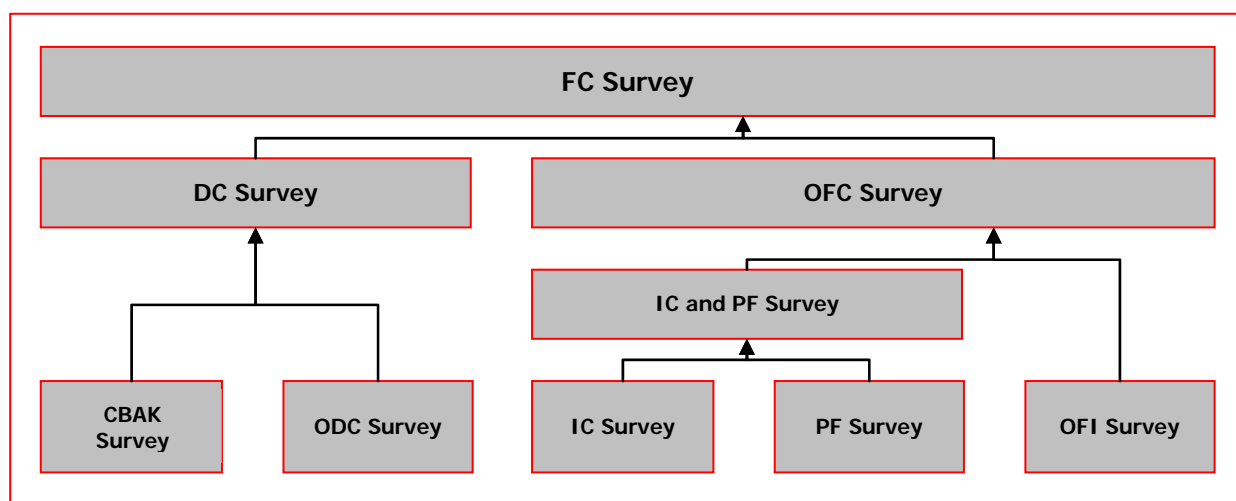 FC Survey
DC Survey
OFC Survey
IC and PF Survey
CBAK
Survey
ODC Survey
IC Survey
PF Survey
OFI Survey